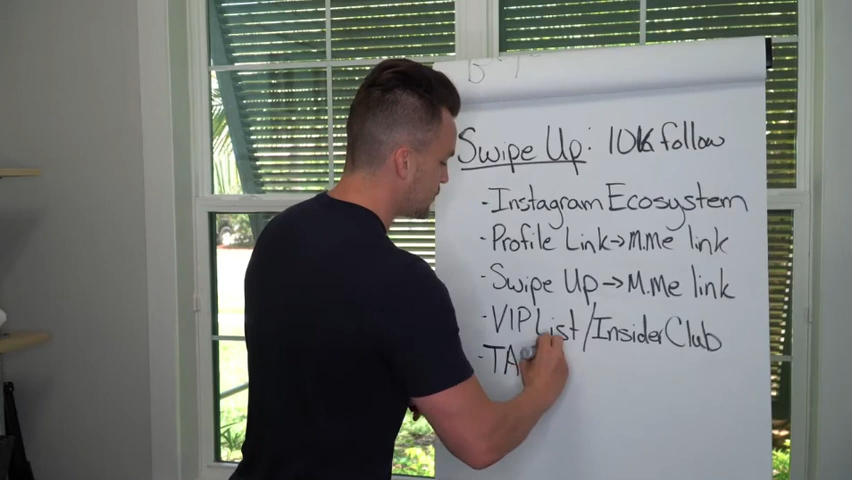 Swipe Up: 10K follow
- Instagram Ecosystem
- Profile Link→M.Me link
- Swipe Up→M.Me link
- VIP List/Insider Club
- TA